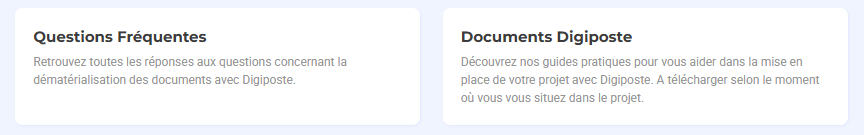 Questions Fréquentes
Retrouvez toutes les réponses aux questions concernant la
dématérialisation des documents avec Digiposte.
Documents Digiposte
Découvrez nos guides pratiques pour vous aider dans la mise en
place de votre projet avec Digiposte. A télécharger selon le moment
où vous vous situez dans le projet.